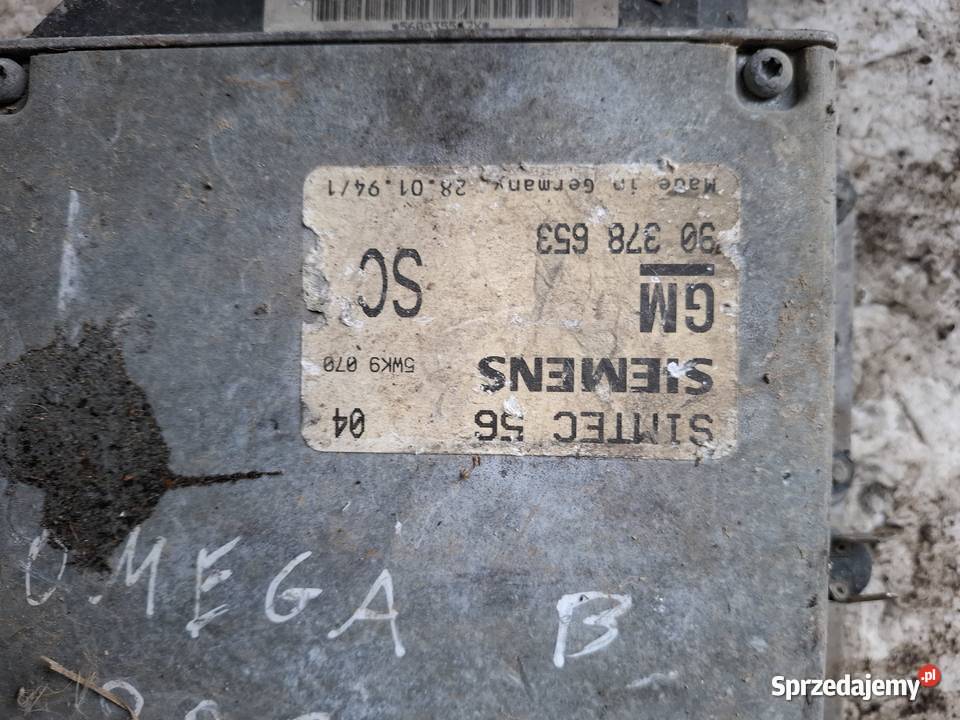 SIMTEC 56 04
SIEMENS 5WK9 070
GM SC
90 378 653
Made in Germany, 28.01.94/1
OMEGA B
Sprzedajemy.pl